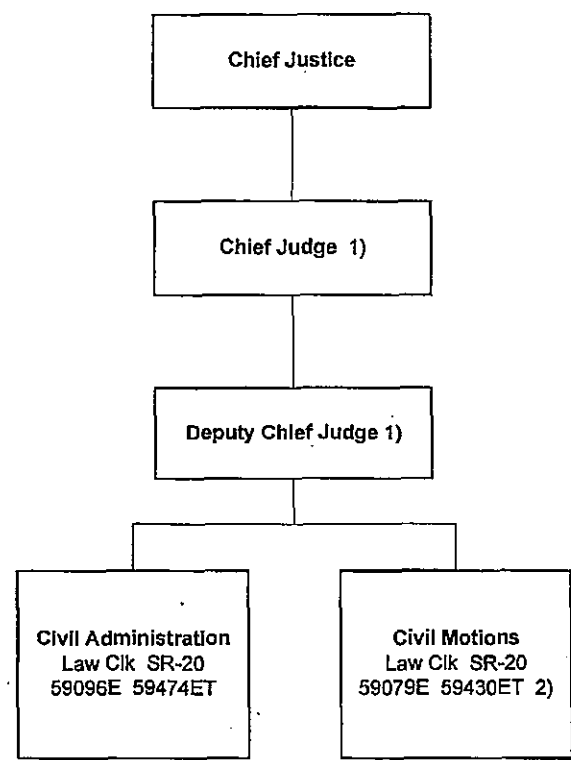 Chief Justice
Chief Judge 1)
Deputy Chief Judge 1)
Civil Administration
Law Clk SR-20
59096E 59474ET
Civil Motions
Law Clk SR-20
59079E 59430ET 2)